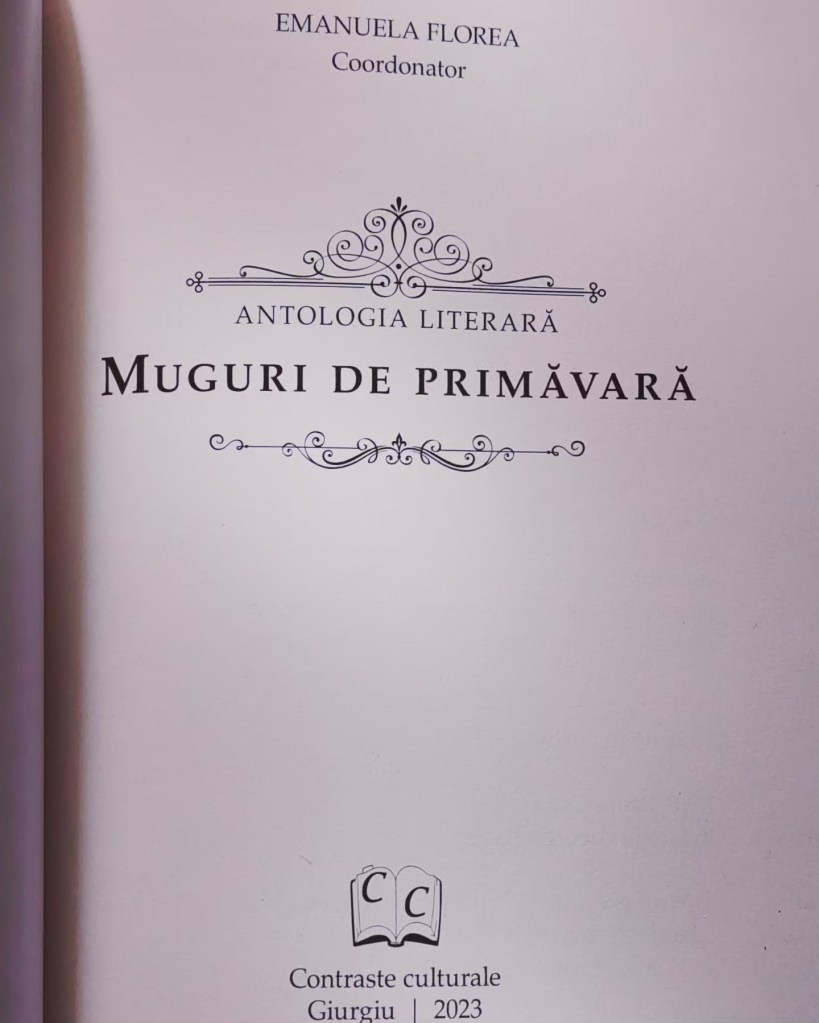 EMANUELA FLOREA
Coordonator
ANTOLOGIA LITERARĂ
MUGURI DE PRIMĂVARĂ
C C
Contraste culturale
Giurgiu | 2023